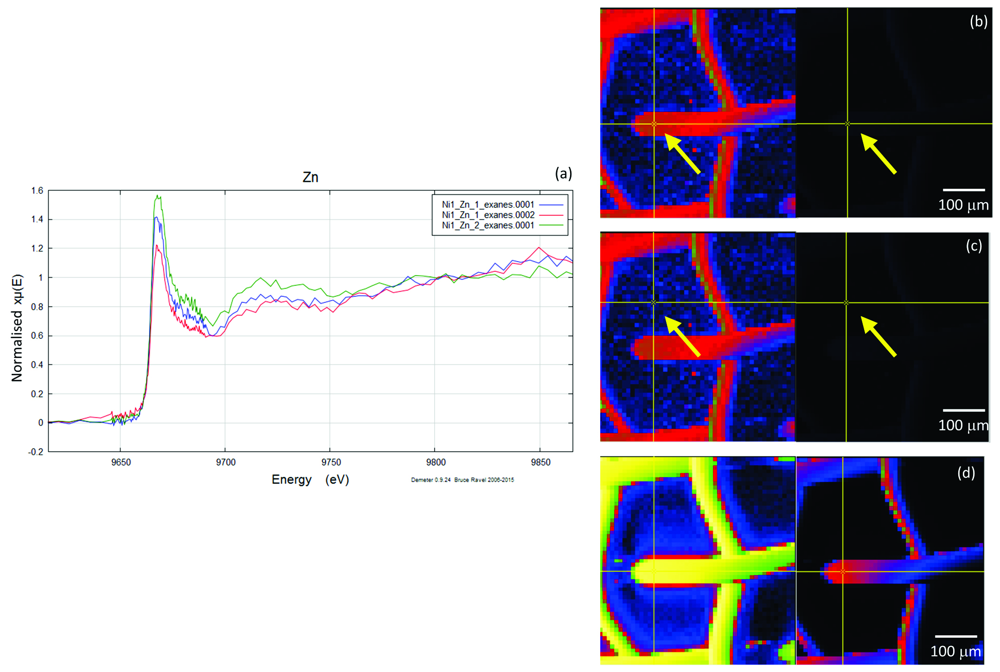 Zn
(a)
1.6
1.4
1.2
1
0.8
0.6
0.4
0.2
0
-0.2
Normalised xμ(E)
Ni1_Zn_1_exanes.0001
Ni1_Zn_1_exanes.0002
Ni1_Zn_2_exanes.0001
9650
9700
9750
9800
9850
Energy (eV)
Demeter 0.9.24 Bruce Ravel 2006-2015
(b)
100 μm
(c)
100 μm
(d)
100 μm